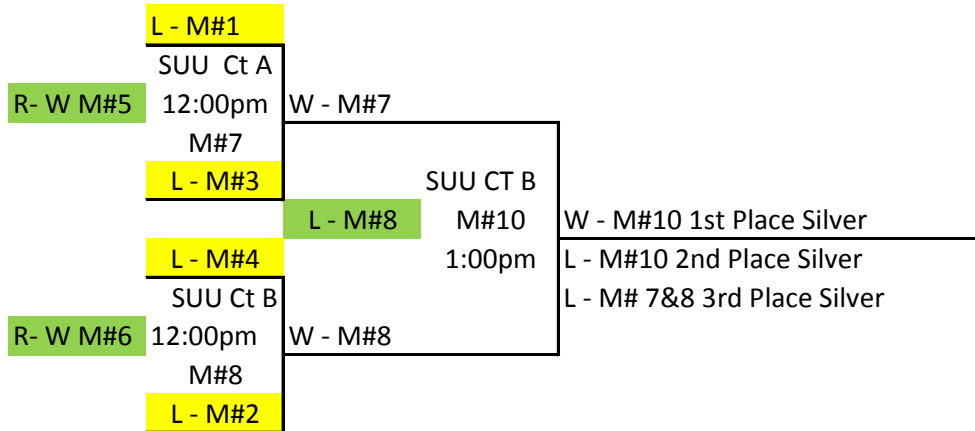 L - M#1
SUU Ct A
R- W M#5 12:00pm W - M#7
M#7
L - M#3 SUU CT B
L - M#8 M#10 W - M#10 1st Place Silver
L - M#4 1:00pm L - M#10 2nd Place Silver
SUU Ct B L - M# 7&8 3rd Place Silver
R- W M#6 12:00pm W - M#8
M#8
L - M#2